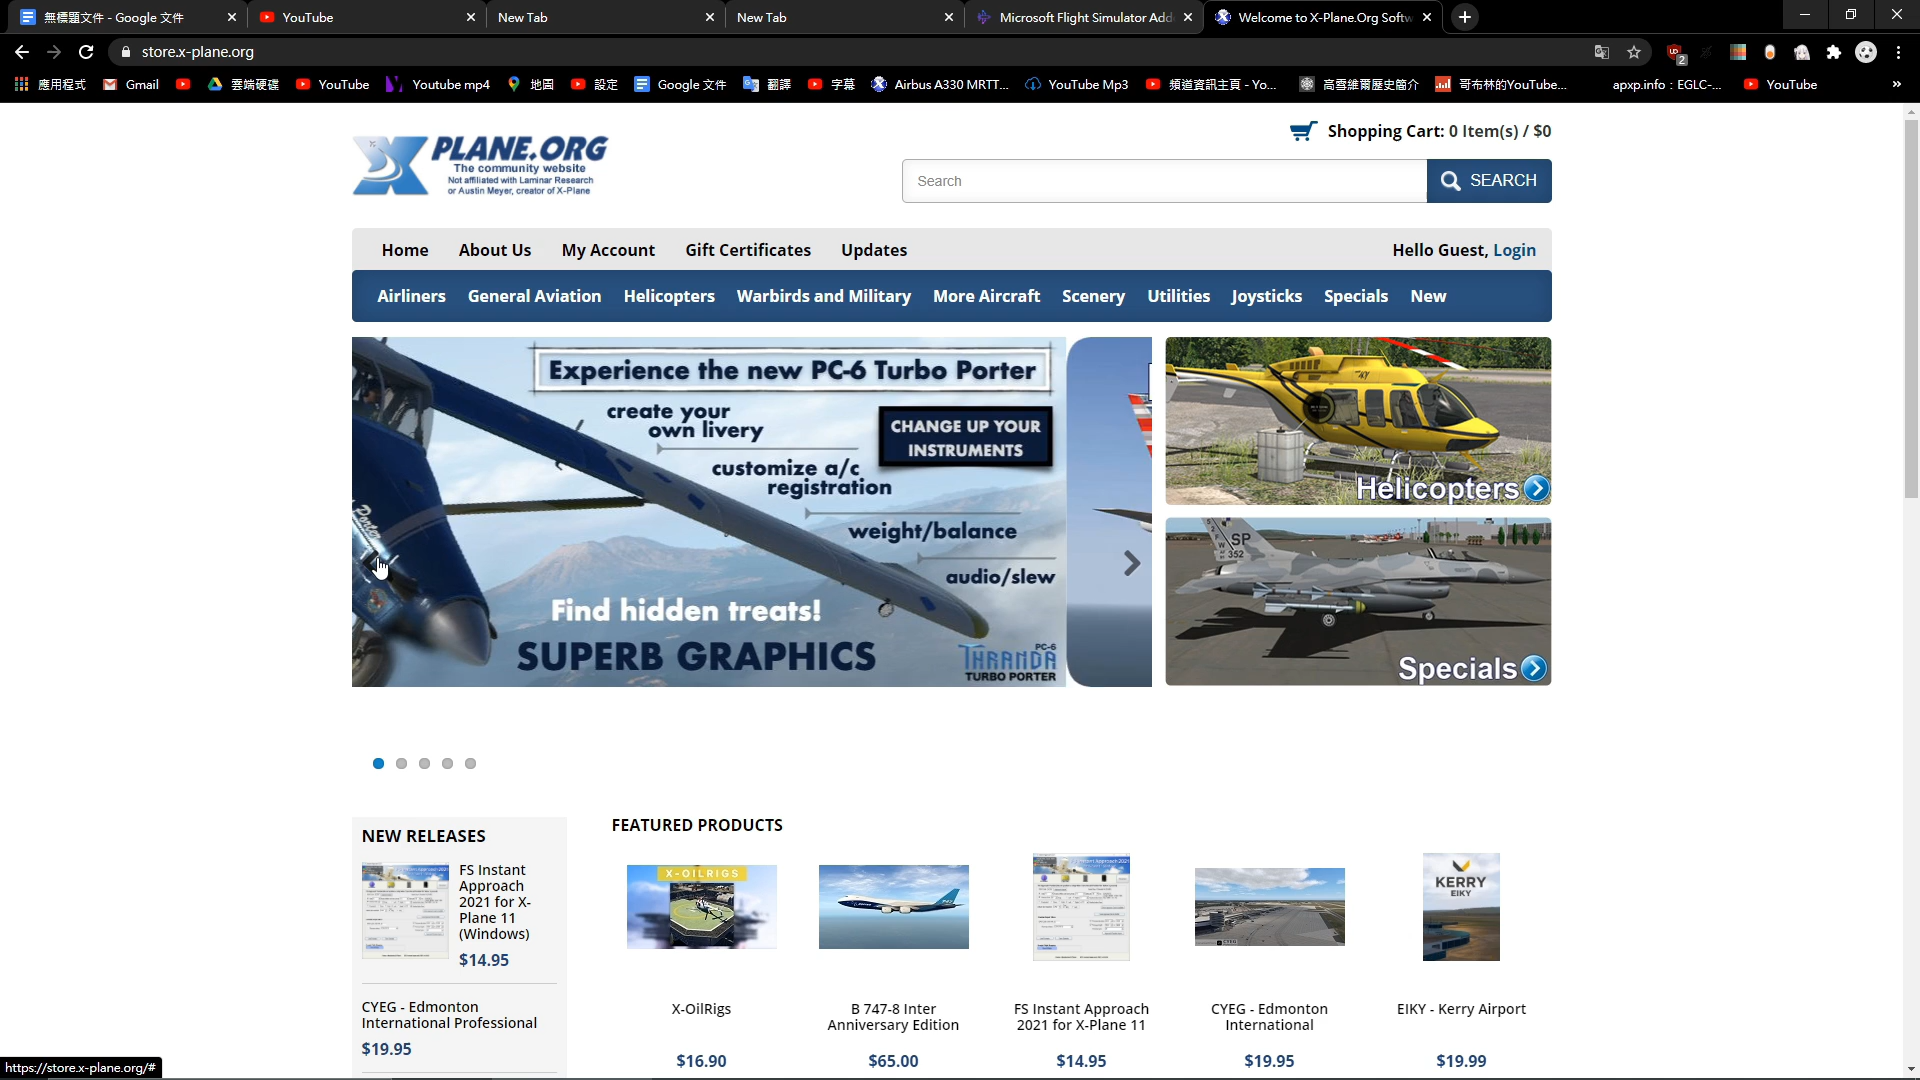 無標題文件 - Google 文件
YouTube
New Tab
New Tab
Microsoft Flight Simulator Add
Welcome to X-Plane.Org Softw
store.x-plane.org
應用程式
Gmail
雲端硬碟
YouTube
Youtube mp4
地圖
設定
Google 文件
翻譯
字幕
Airbus A330 MRTT...
YouTube Mp3
頻道資訊主頁 - Yo...
高雪維爾歷史簡介
哥布林的YouTube...
apxp.info : EGLC-...
YouTube
»
PLANE.ORG
The community website
Not affiliated with Laminar Research
or Austin Meyer, creator of X-Plane
Shopping Cart: 0 Item(s) / $0
Search
SEARCH
Home
About Us
My Account
Gift Certificates
Updates
Hello Guest, Login
Airliners
General Aviation
Helicopters
Warbirds and Military
More Aircraft
Scenery
Utilities
Joysticks
Specials
New
Experience the new PC-6 Turbo Porter
create your
own livery
CHANGE UP YOUR
INSTRUMENTS
customize a/c
registration
weight/balance
audio/slew
Find hidden treats!
SUPERB GRAPHICS
PC-6
THRANDA
TURBO PORTER
Porter
Helicopters
SP
352
Specials
NEW RELEASES
FS Instant
Approach
2021 for X-
Plane 11
(Windows)
$14.95
CYEG - Edmonton
International Professional
$19.95
FEATURED PRODUCTS
X-OILRIGS
KERRY
EIKY
X-OilRigs
$16.90
B 747-8 Inter
Anniversary Edition
$65.00
FS Instant Approach
2021 for X-Plane 11
$14.95
CYEG - Edmonton
International
$19.95
EIKY - Kerry Airport
$19.99
https://store.x-plane.org/#